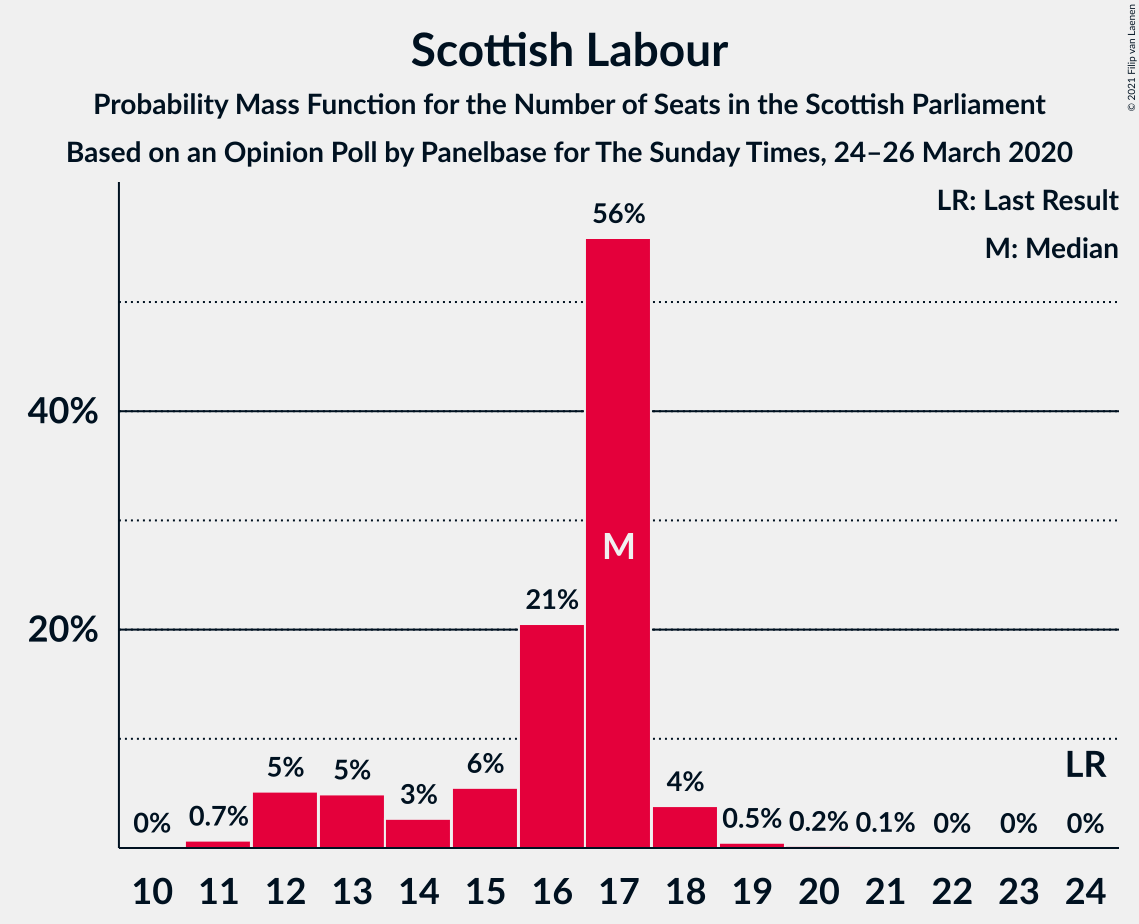 Scottish Labour
Probability Mass Function for the Number of Seats in the Scottish Parliament
Based on an Opinion Poll by Panelbase for The Sunday Times, 24–26 March 2020
© 2021 Filip van Laenen
LR: Last Result
M: Median
56%
40%
M
21%
20%
LR
0%
0.7%
5%
5%
3%
6%
4%
0.5%
0.2%
0.1%
0%
0%
0%
10 11 12 13 14 15 16 17 18 19 20 21 22 23 24